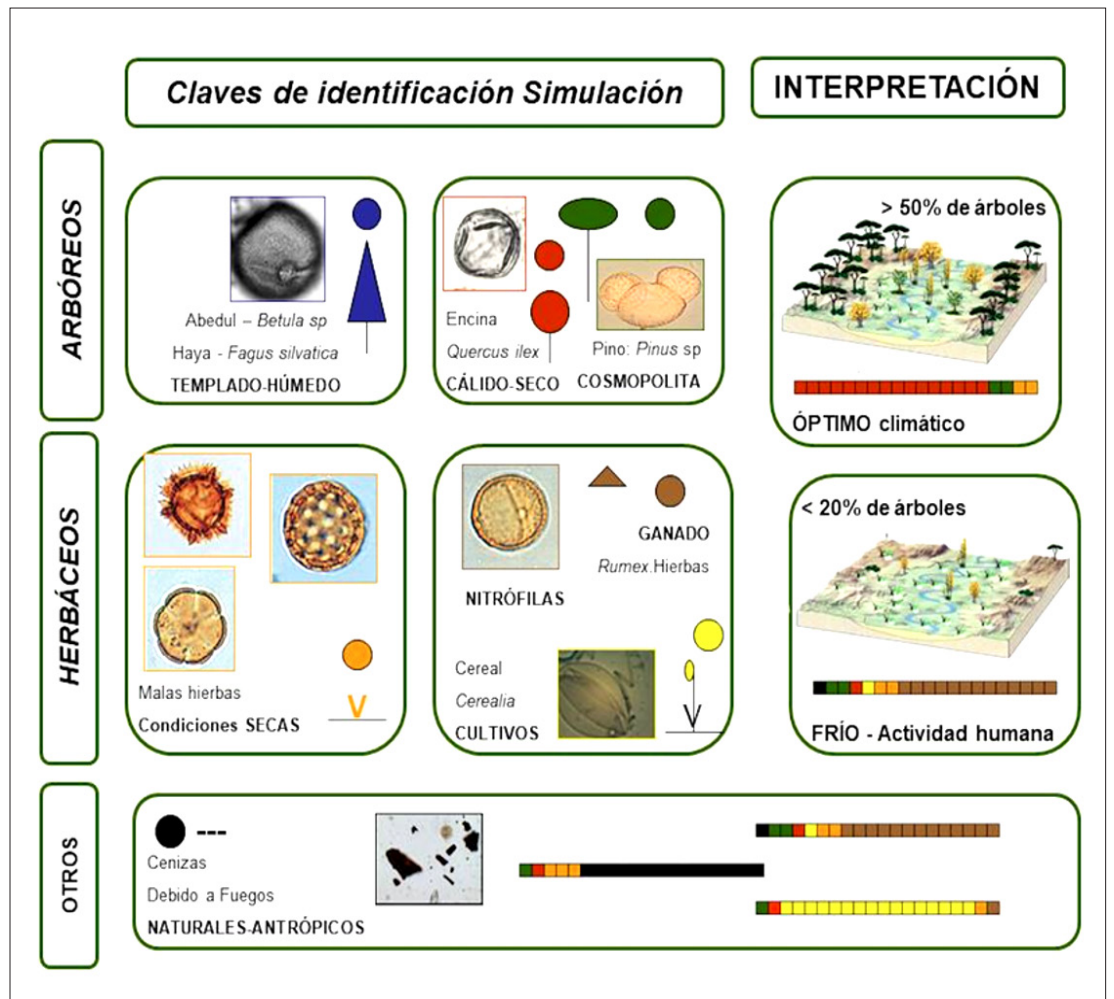 Claves de identificación Simulación
INTERPRETACIÓN
ARBÓREOS
Abedul – Betula sp
Haya - Fagus silvatica
TEMPLADO-HÚMEDO
Encina
Quercus ilex
CÁLIDO-SECO
Pino: Pinus sp
COSMOPOLITA
> 50% de árboles
ÓPTIMO climático
HERBÁCEOS
Malas hierbas
Condiciones SECAS
V
GANADO
Rumex.Hierbas
NITRÓFILAS
Cereal
Cerealia
CULTIVOS
< 20% de árboles
FRÍO - Actividad humana
OTROS
---
Cenizas
Debido a Fuegos
NATURALES-ANTRÓPICOS